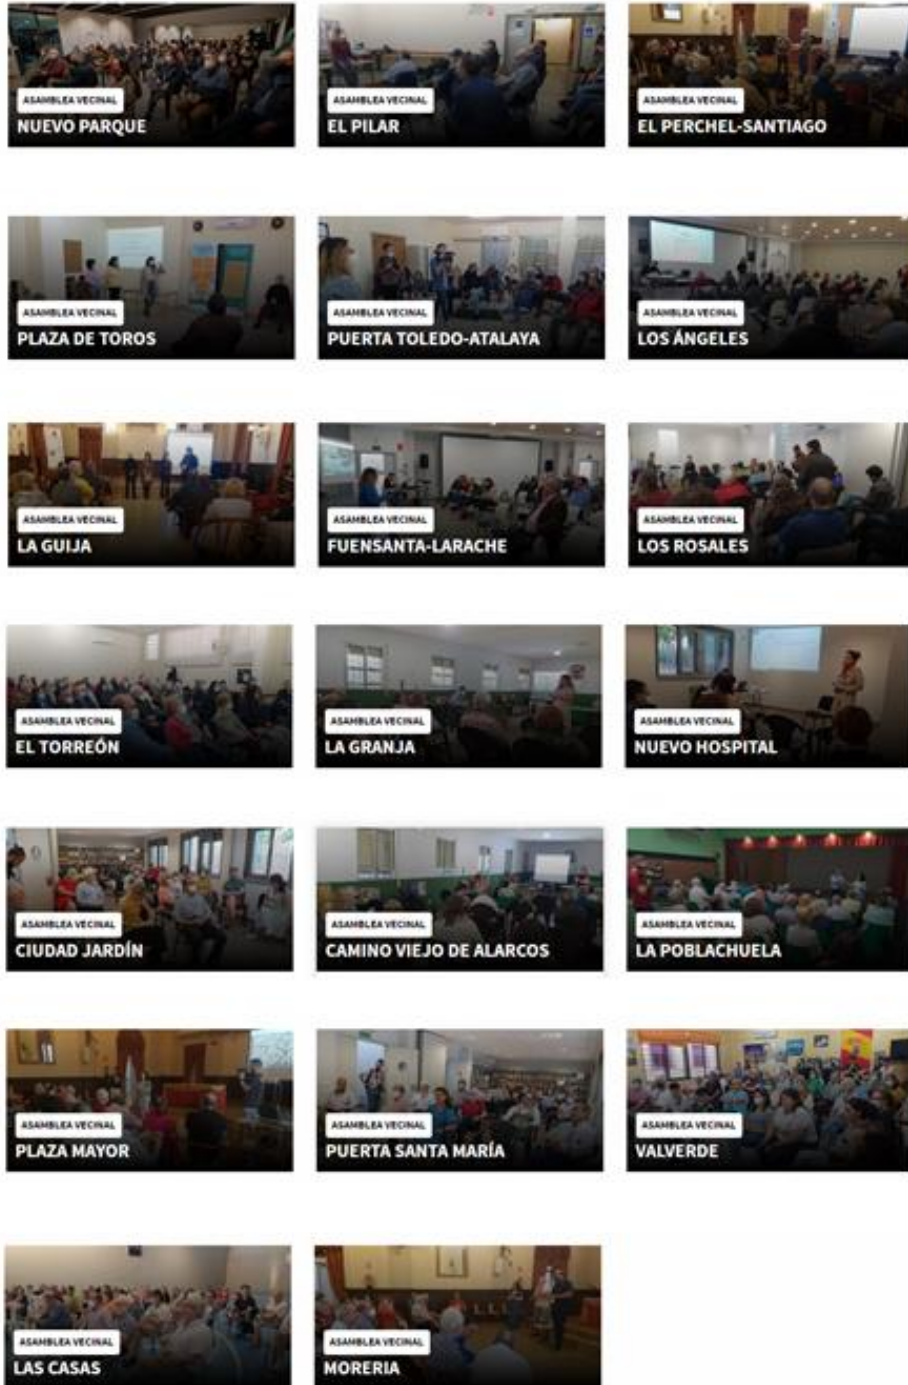 ASAMBLEA VECINAL
NUEVO PARQUE
ASAMBLEA VECINAL
EL PILAR
ASAMBLEA VECINAL
EL PERCHEL-SANTIAGO
ASAMBLEA VECINAL
PLAZA DE TOROS
ASAMBLEA VECINAL
PUERTA TOLEDO-ATALAYA
ASAMBLEA VECINAL
LOS ÁNGELES
ASAMBLEA VECINAL
LA GUIJA
ASAMBLEA VECINAL
FUENSANTA-LARACHE
ASAMBLEA VECINAL
LOS ROSALES
ASAMBLEA VECINAL
EL TORREÓN
ASAMBLEA VECINAL
LA GRANJA
ASAMBLEA VECINAL
NUEVO HOSPITAL
ASAMBLEA VECINAL
CIUDAD JARDÍN
ASAMBLEA VECINAL
CAMINO VIEJO DE ALARCOS
ASAMBLEA VECINAL
LA POBLACHUELA
ASAMBLEA VECINAL
PLAZA MAYOR
ASAMBLEA VECINAL
PUERTA SANTA MARÍA
ASAMBLEA VECINAL
VALVERDE
ASAMBLEA VECINAL
LAS CASAS
ASAMBLEA VECINAL
MORERIA